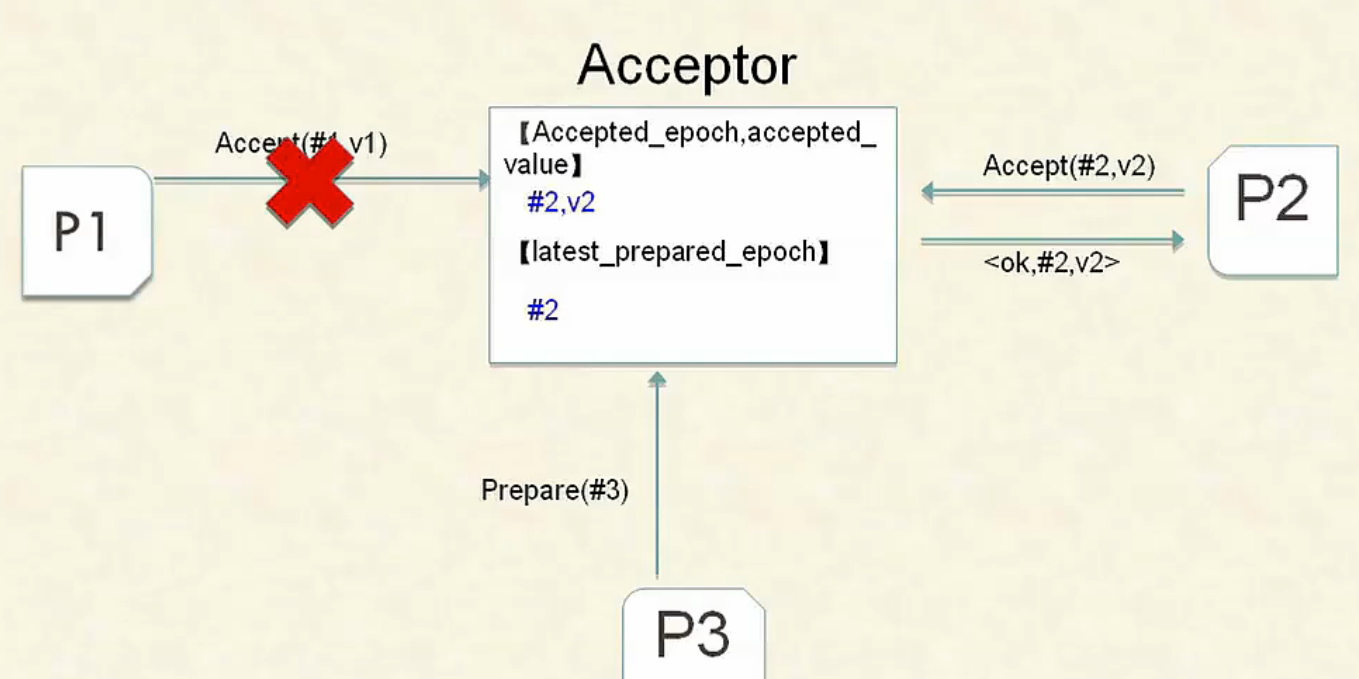 Acceptor
Accept(#1,v1)
P1
【Accepted_epoch,accepted_
value】
#2,v2
【latest_prepared_epoch】
#2
Accept(#2,v2)
<ok,#2,v2>
P2
Prepare(#3)
P3